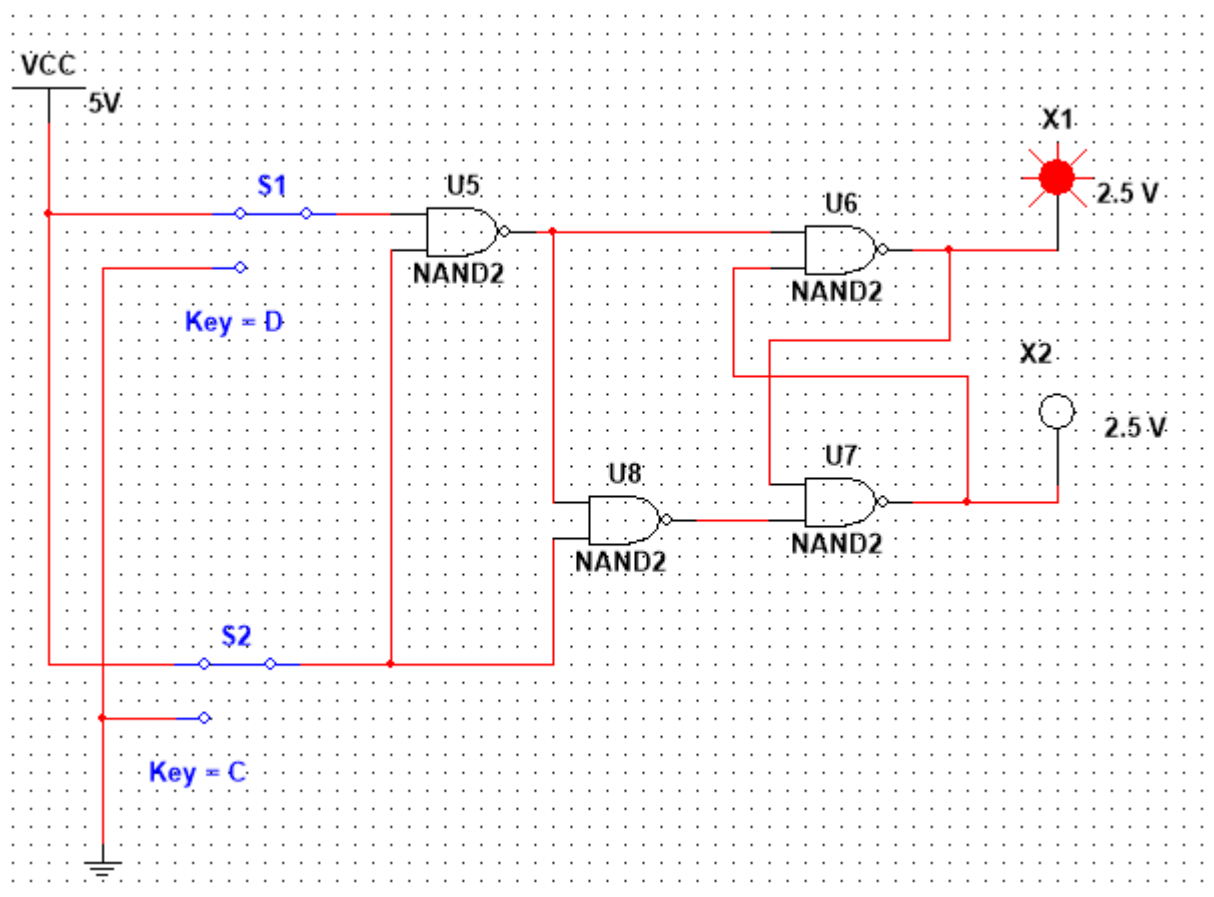 VCC
5V
X1
S1
U5
2.5 V
U6
NAND2
NAND2
Key = D
X2
2.5 V
U7
U8
NAND2
NAND2
S2
Key = C